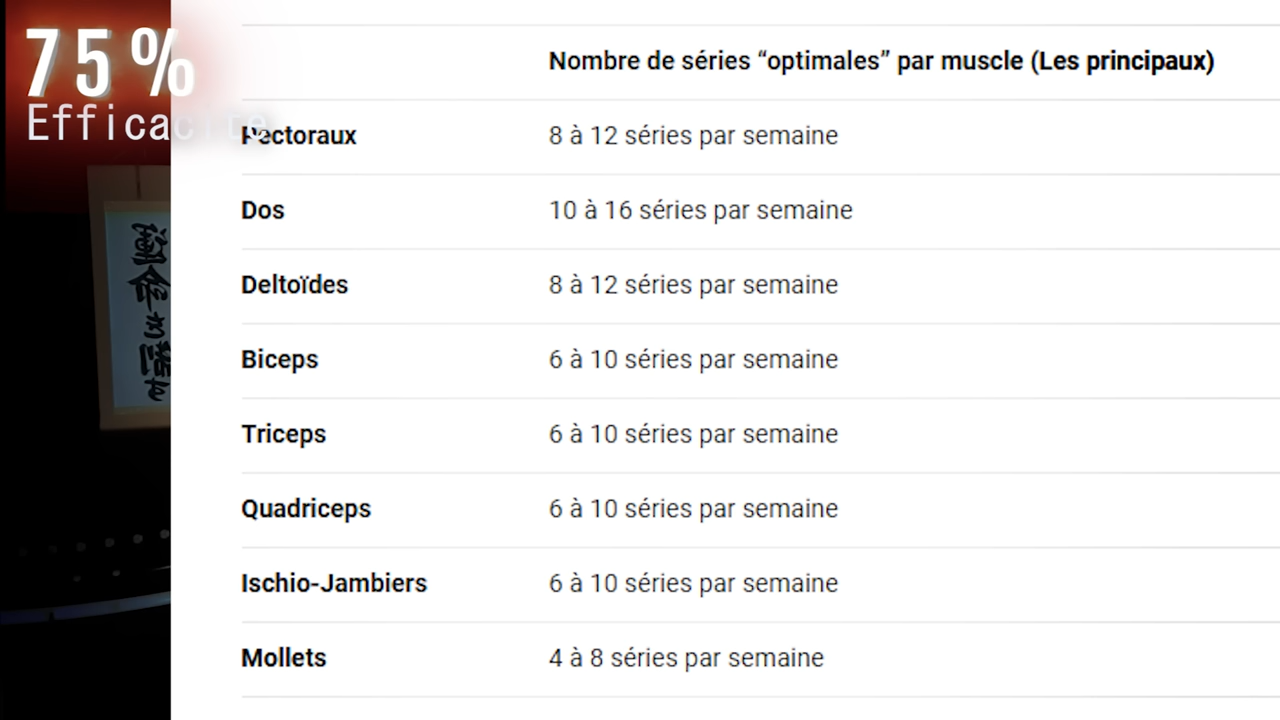 75%
Efficacité
Nombre de séries “optimales” par muscle (Les principaux)
Pectoraux 8 à 12 séries par semaine
Dos 10 à 16 séries par semaine
Deltoïdes 8 à 12 séries par semaine
Biceps 6 à 10 séries par semaine
Triceps 6 à 10 séries par semaine
Quadriceps 6 à 10 séries par semaine
Ischio-Jambiers 6 à 10 séries par semaine
Mollets 4 à 8 séries par semaine